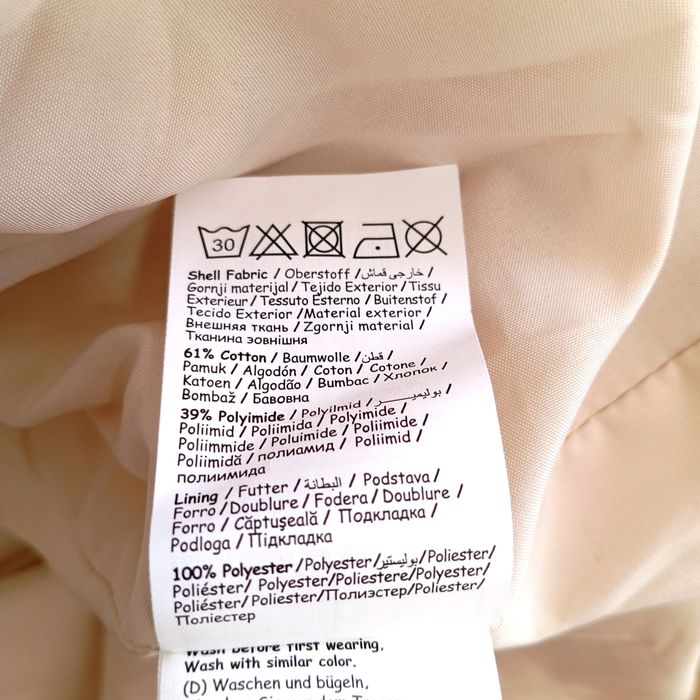 30
Shell Fabric / Oberstoff / خارجى قماش /
Gornji materijal / Tejido Exterior / Tissu
Exterieur / Tessuto Esterno / Buitenstof /
Tecido Exterior / Material exterior /
Внешняя ткань / Zgornji material /
Тканина зовнішня
61% Cotton / Baumwolle / قطن /
Pamuk / Algodón / Coton / Cotone /
Katoen / Algodão / Bumbac / Хлопок /
Bombaž / Бавовна
39% Polyimide / Polyilmid / بوليمير /
Poliimid / Poliimida / Polyimide /
Poliimmide / Poluimide / Poliimide /
Poliimidă / полиамид / Poliimid /
полиимида
Lining / Futter / البطانة / Podstava /
Forro / Doublure / Fodera / Doublure /
Forro / Căptușeală / Подкладка /
Podloga / Підкладка
100% Polyester / Polyester / بوليستير / Poliester /
Poliéster / Polyester / Poliestere / Polyester /
Poliéster / Poliester / Полиэстер / Poliester /
Поліестер
Wash before first wearing,
Wash with similar color.
(D) Waschen und bügeln,